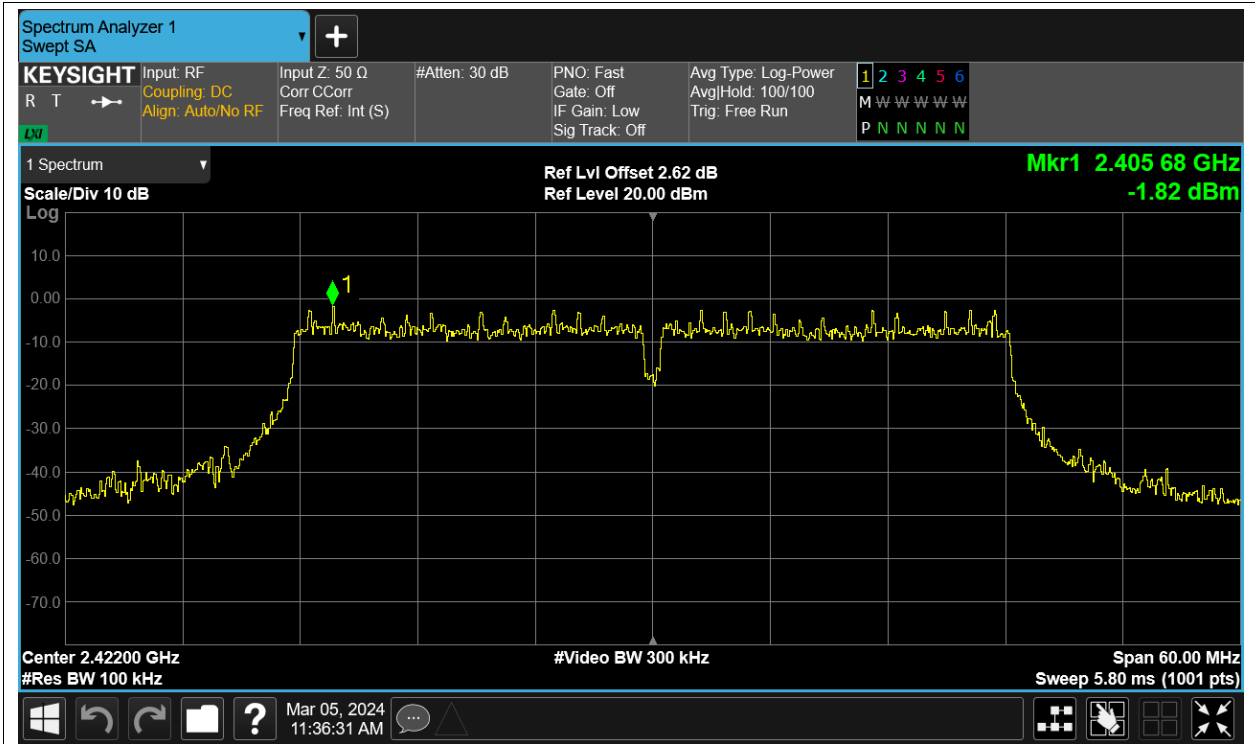 Spectrum Analyzer 1
Swept SA
KEYSIGHT
R T
LXI
Input: RF
Coupling: DC
Align: Auto/No RF
Input Z: 50 Ω
Corr CCorr
Freq Ref: Int (S)
#Atten: 30 dB
PNO: Fast
Gate: Off
IF Gain: Low
Sig Track: Off
Avg Type: Log-Power
Avg|Hold: 100/100
Trig: Free Run
1 2 3 4 5 6
M W W W W W
P N N N N N
1 Spectrum
Scale/Div 10 dB
Log
Ref Lvl Offset 2.62 dB
Ref Level 20.00 dBm
Mkr1 2.405 68 GHz
-1.82 dBm
10.0
0.00
-10.0
-20.0
-30.0
-40.0
-50.0
-60.0
-70.0
1
Center 2.42200 GHz
#Res BW 100 kHz
#Video BW 300 kHz
Span 60.00 MHz
Sweep 5.80 ms (1001 pts)
?
Mar 05, 2024
11:36:31 AM